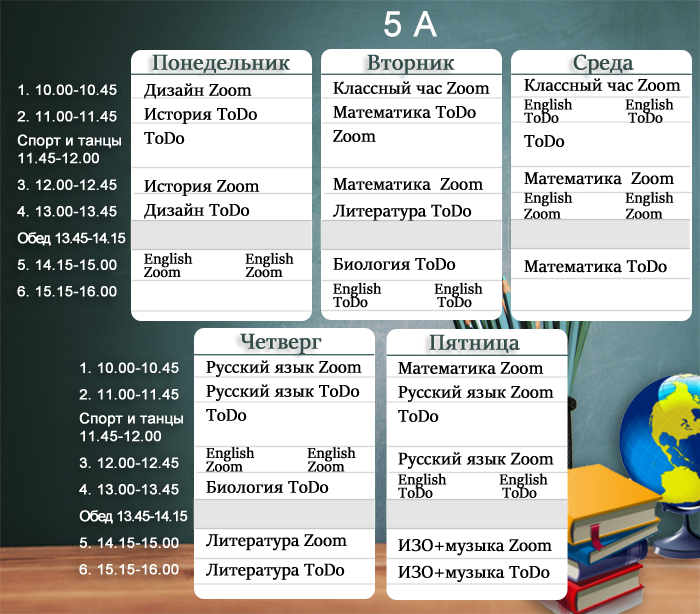 5 А
Понедельник Вторник Среда
1. 10.00-10.45 Дизайн Zoom Классный час Zoom Классный час Zoom
2. 11.00-11.45 История ToDo Математика ToDo English English
ToDo ToDo
Спорт и танцы ToDo Zoom ToDo
11.45-12.00
3. 12.00-12.45 История Zoom Математика Zoom Математика Zoom
4. 13.00-13.45 Дизайн ToDo Литература ToDo English English
Zoom Zoom
Обед 13.45-14.15
5. 14.15-15.00 English English Биология ToDo Математика ToDo
Zoom Zoom
6. 15.15-16.00 English English
ToDo ToDo
Четверг Пятница
1. 10.00-10.45 Русский язык Zoom Математика Zoom
2. 11.00-11.45 Русский язык ToDo Русский язык Zoom
Спорт и танцы ToDo ToDo
11.45-12.00
3. 12.00-12.45 English English Русский язык Zoom
Zoom Zoom
4. 13.00-13.45 Биология ToDo English English
ToDo ToDo
Обед 13.45-14.15
5. 14.15-15.00 Литература Zoom ИЗО+музыка Zoom
6. 15.15-16.00 Литература ToDo ИЗО+музыка ToDo